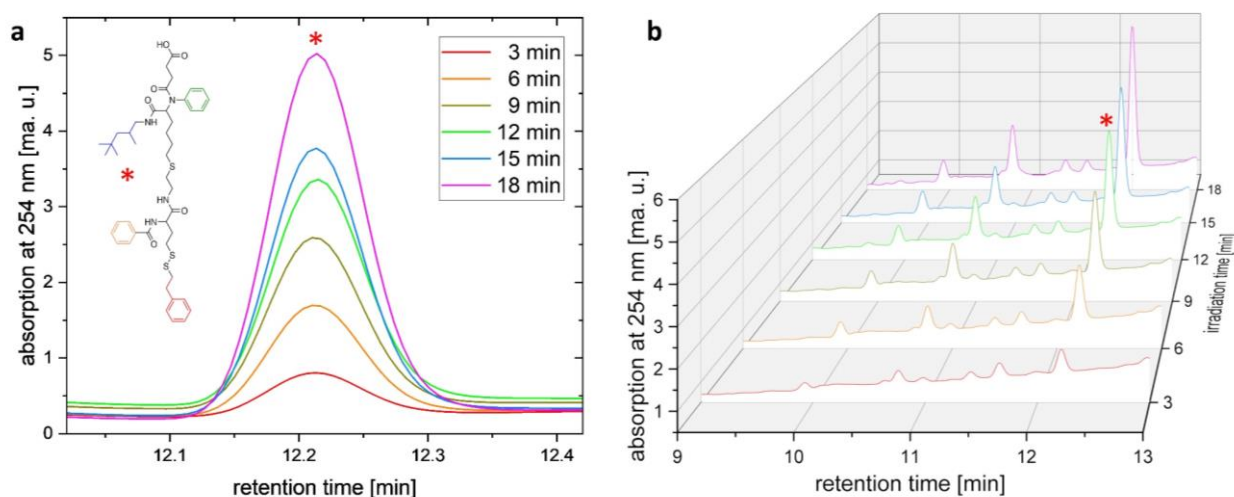 a
*
3 min
6 min
9 min
12 min
15 min
18 min
HO
O
O
O
N
NH
*
S
NH
HN
O
O
S
S
5
4
3
2
1
0
absorption at 254 nm [ma. u.]
12.1
12.2
12.3
12.4
retention time [min]
b
*
6
5
4
3
2
1
absorption at 254 nm [ma. u.]
18
15
12
9
6
3
irradiation time [min]
9
10
11
12
13
retention time [min]